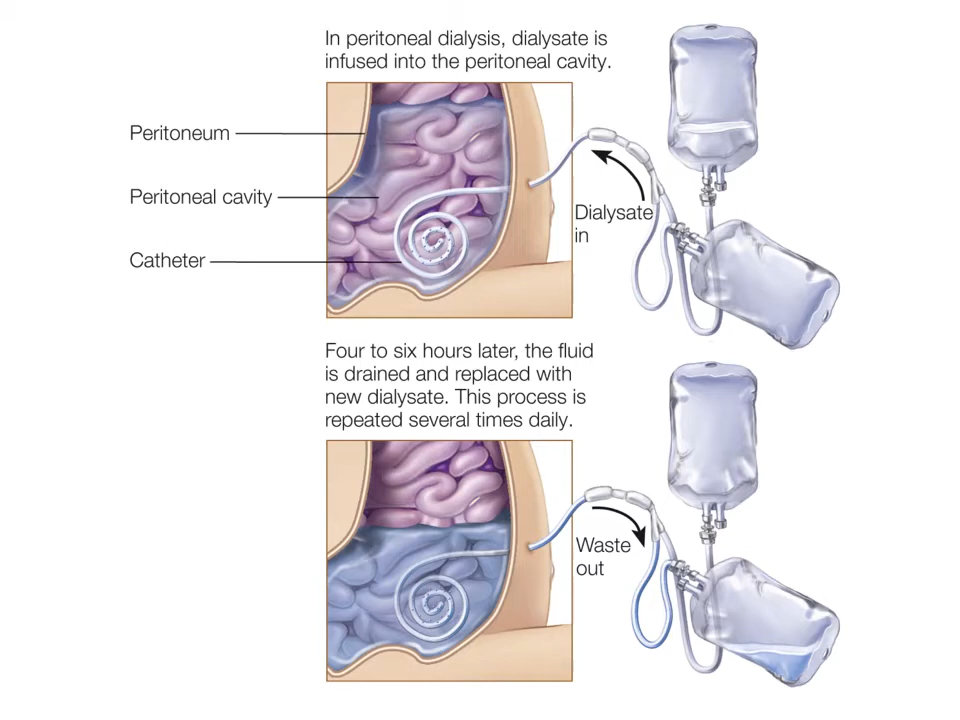 In peritoneal dialysis, dialysate is
infused into the peritoneal cavity.
Peritoneum
Peritoneal cavity
Catheter
Dialysate
in
Four to six hours later, the fluid
is drained and replaced with
new dialysate. This process is
repeated several times daily.
Waste
out